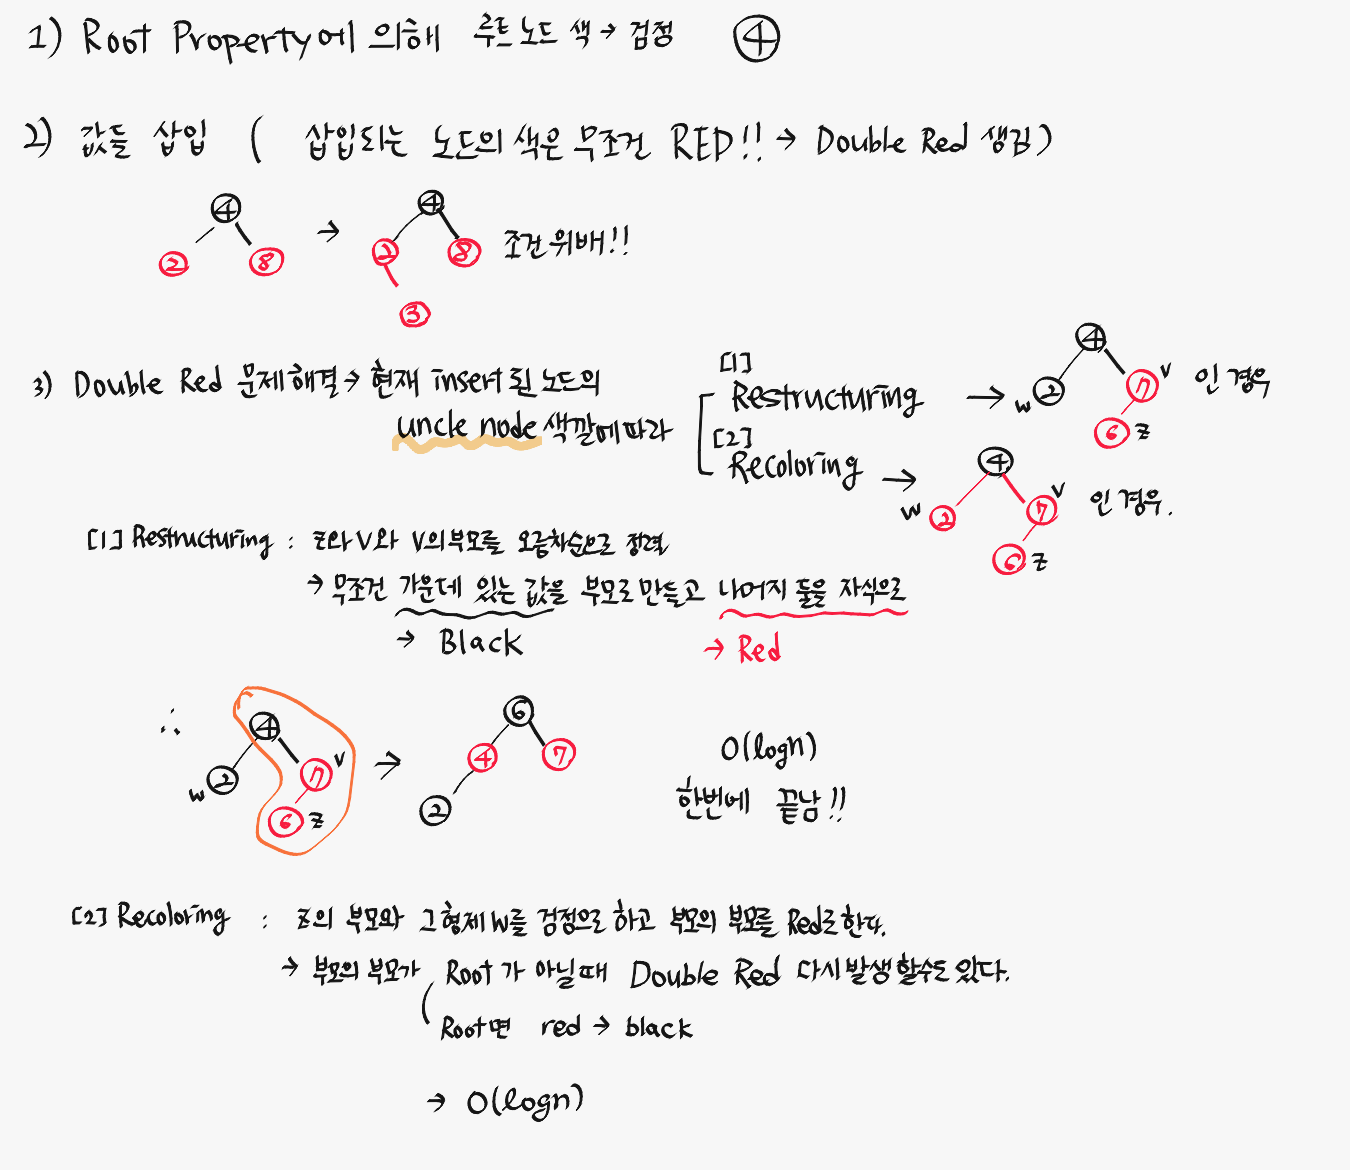 1) Root Property에 의해 루트 노드 색 → 검정 ④
2) 값들 삽입 ( 삽입되는 노드의 색은 무조건 RED!! → Double Red 생김)
4 2 8 → 4 2 8 3 조건위배!!
3) Double Red 문제해결 → 현재 insert된 노드의
uncle node 색깔에 따라
[1] Restructuring → 4 w 2 7 v 6 z 인 경우
[2] Recoloring → 4 w 2 7 v 6 z 인 경우.
[1] Restructuring : z와 v와 v의 부모를 오름차순으로 정렬
→ 무조건 가운데 있는 값을 부모로 만들고 나머지 둘을 자식으로
→ Black → Red
∴ 4 w 2 7 v 6 z → 6 4 7 2
O(logn)
한번에 끝남!!
[2] Recoloring : z의 부모와 그 형제 w를 검정으로 하고 부모의 부모를 Red로 한다.
→ 부모의 부모가 Root가 아닐때 Double Red 다시 발생할수도 있다.
Root면 red → black
→ O(logn)